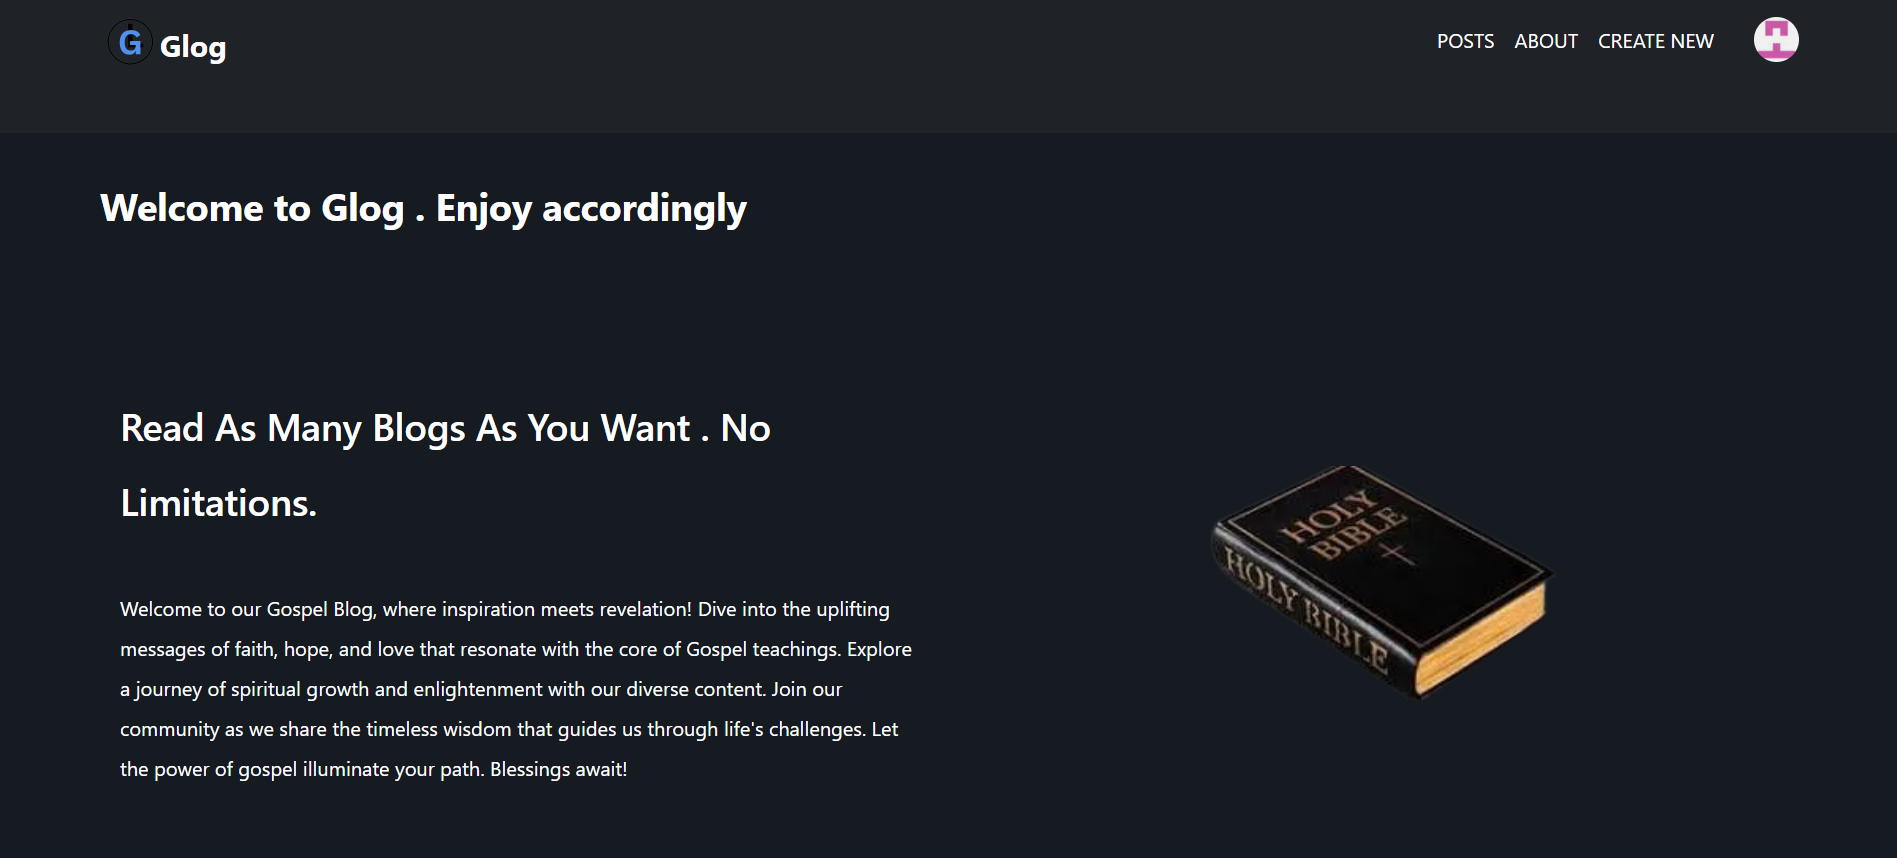 G Glog
POSTS ABOUT CREATE NEW
Welcome to Glog . Enjoy accordingly
Read As Many Blogs As You Want . No
Limitations.
Welcome to our Gospel Blog, where inspiration meets revelation! Dive into the uplifting
messages of faith, hope, and love that resonate with the core of Gospel teachings. Explore
a journey of spiritual growth and enlightenment with our diverse content. Join our
community as we share the timeless wisdom that guides us through life's challenges. Let
the power of gospel illuminate your path. Blessings await!
HOLY
BIBLE
HOLY BIBLE